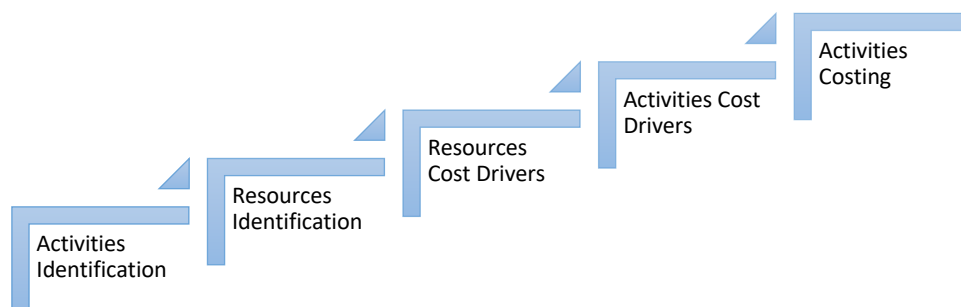 Activities
Identification
Resources
Identification
Resources
Cost Drivers
Activities Cost
Drivers
Activities
Costing